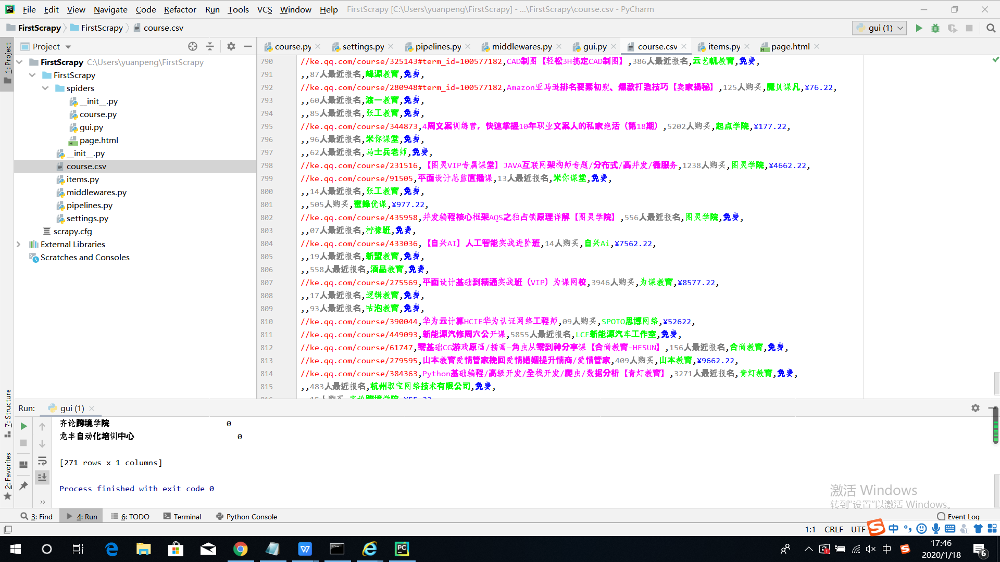 File Edit View Navigate Code Refactor Run Tools VCS Window Help FirstScrapy [C:\Users\yuanpeng\FirstScrapy] - ...\FirstScrapy\course.csv - PyCharm
FirstScrapy FirstScrapy course.csv gui (1)
1: Project
Project
course.py settings.py pipelines.py middlewares.py gui.py course.csv items.py page.html
FirstScrapy C:\Users\yuanpeng\FirstScrapy
FirstScrapy
spiders
__init__.py
course.py
gui.py
page.html
__init__.py
course.csv
items.py
middlewares.py
pipelines.py
settings.py
scrapy.cfg
External Libraries
Scratches and Consoles
790 //ke.qq.com/course/325143#term_id=100577182,CAD制图【轻松3H搞定CAD制图】,386人最近报名,云艺帆教育,免费,
791 ,,87人最近报名,峰源教育,免费,
792 //ke.qq.com/course/280948#term_id=100577182,Amazon亚马逊排名要素初窥、爆款打造技巧【卖家揭秘】,125人购买,魔贝课凡,¥76.22,
793 ,,60人最近报名,渡一教育,免费,
794 ,,85人最近报名,张工教育,免费,
795 //ke.qq.com/course/344873,4周文案训练营，快速掌握10年职业文案人的私家绝活（第18期）,5202人购买,起点学院,¥177.22,
796 ,,96人最近报名,米你课堂,免费,
797 ,,62人最近报名,马士兵老师,免费,
798 //ke.qq.com/course/231516,【图灵VIP专属课堂】JAVA互联网架构师专题/分布式/高并发/微服务,1238人购买,图灵学院,¥4662.22,
799 //ke.qq.com/course/91505,平面设计总监直播课,13人最近报名,米你课堂,免费,
800 ,,14人最近报名,张工教育,免费,
801 ,,505人购买,蜜蜂优课,¥977.22,
802 //ke.qq.com/course/435958,并发编程核心框架AQS之独占锁原理详解【图灵学院】,556人最近报名,图灵学院,免费,
803 ,,07人最近报名,柠檬班,免费,
804 //ke.qq.com/course/433036,【自兴AI】人工智能实战进阶班,14人购买,自兴Ai,¥7562.22,
805 ,,19人最近报名,新盟教育,免费,
806 ,,558人最近报名,涵品教育,免费,
807 //ke.qq.com/course/275569,平面设计基础到精通实战班（VIP）为课网校,3946人购买,为课教育,¥8577.22,
808 ,,17人最近报名,逻辑教育,免费,
809 ,,93人最近报名,咕泡教育,免费,
810 //ke.qq.com/course/390044,华为云计算HCIE华为认证网络工程师,09人购买,SPOTO思博网络,¥52622,
811 //ke.qq.com/course/449093,新能源汽修周六公开课,5855人最近报名,LCF新能源汽车工作室,免费,
812 //ke.qq.com/course/61747,零基础CG游戏原画/插画—角虫从零到神分享课【合尚教育-HESUN】,156人最近报名,合尚教育,免费,
813 //ke.qq.com/course/279595,山本教育爱情管家挽回爱情婚姻提升情商/爱情管家,409人购买,山本教育,¥9662.22,
814 //ke.qq.com/course/384363,Python基础编程/高级开发/全栈开发/爬虫/数据分析【青灯教育】,3271人最近报名,青灯教育,免费,
815 ,,483人最近报名,杭州驭宝网络技术有限公司,免费,
816 ,,15人购买,齐论跨境学院,¥55.22,
7: Structure
2: Favorites
Run: gui (1)
齐论跨境学院 0
龙丰自动化培训中心 0
[271 rows x 1 columns]
Process finished with exit code 0
激活 Windows
转到“设置”以激活 Windows。
3: Find 4: Run 6: TODO Terminal Python Console Event Log
1:1 CRLF UTF- 中
中 17:46
2020/1/18
6